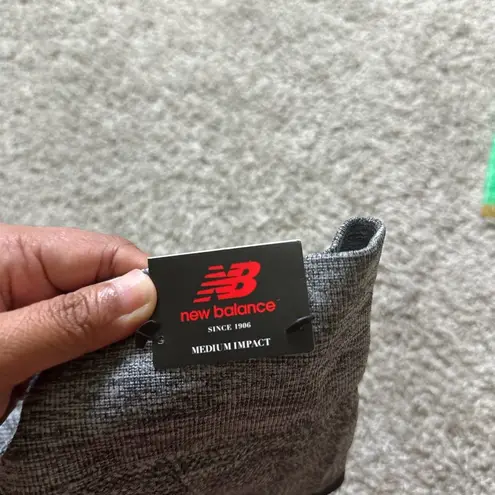 NB
new balance
SINCE 1906
MEDIUM IMPACT